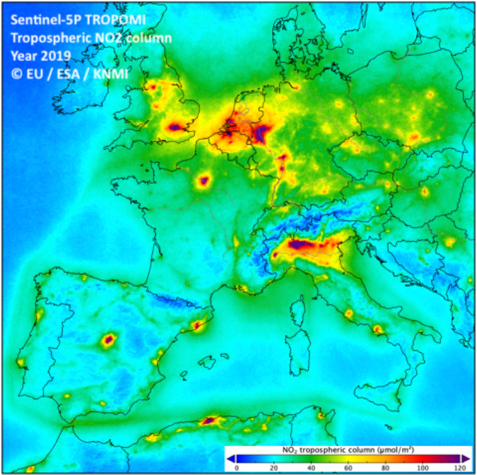 Sentinel-5P TROPOMI
Tropospheric NO2 column
Year 2019
© EU / ESA / KNMI
NO₂ tropospheric column (μmol/m²)
0 20 40 60 80 100 120